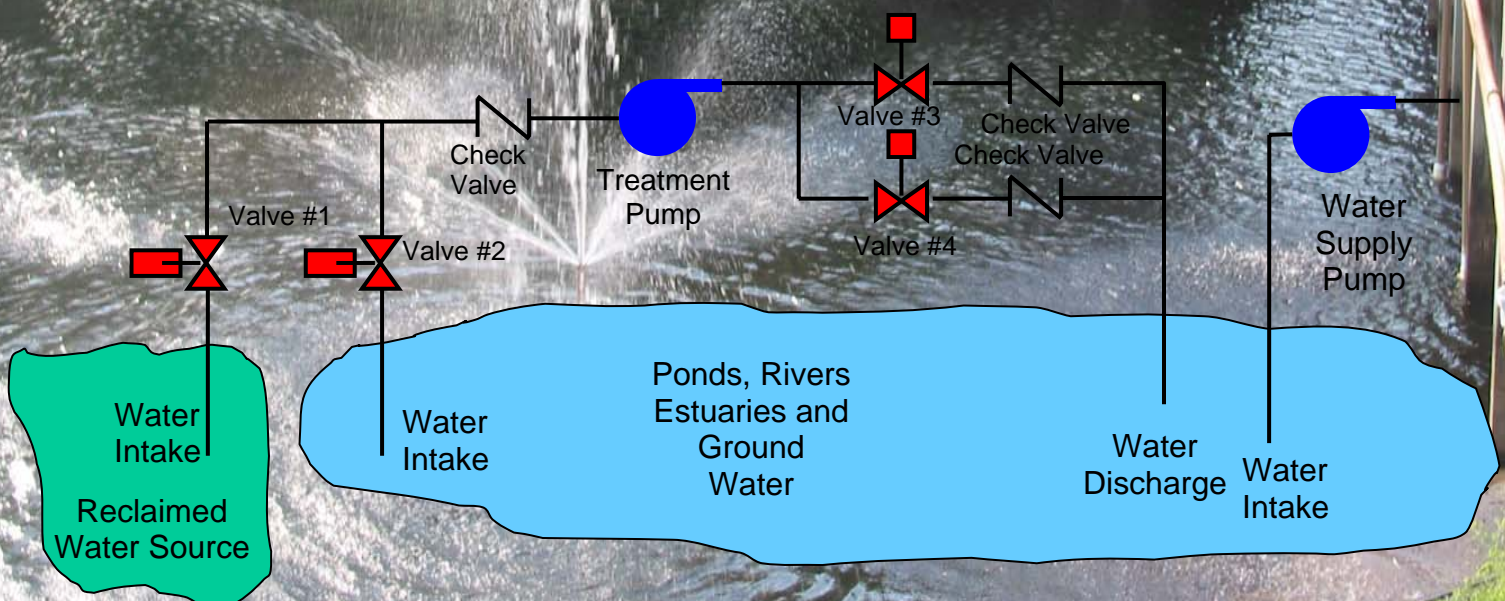 Valve #1
Valve #2
Check
Valve
Treatment
Pump
Valve #3
Check Valve
Check Valve
Valve #4
Water
Supply
Pump
Water
Intake
Reclaimed
Water Source
Water
Intake
Ponds, Rivers
Estuaries and
Ground
Water
Water
Discharge
Water
Intake